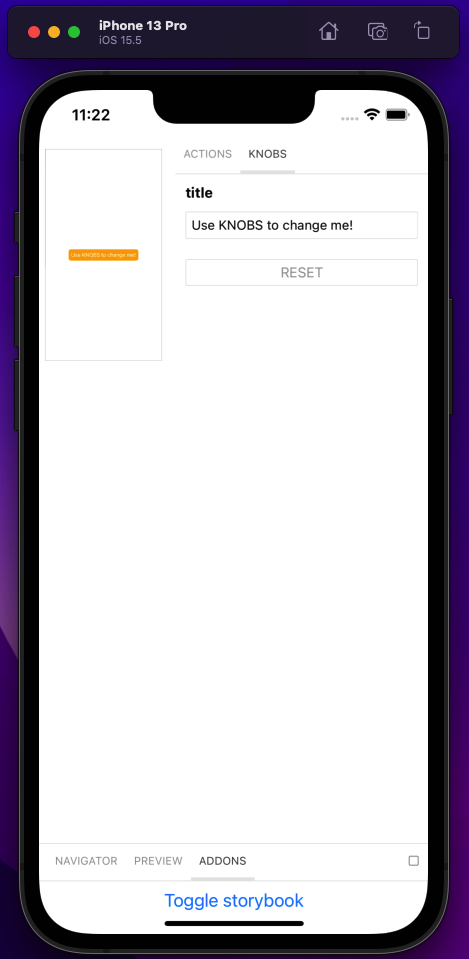 iPhone 13 Pro
iOS 15.5
11:22
ACTIONS KNOBS
title
Use KNOBS to change me!
Use KNOBS to change me!
RESET
NAVIGATOR PREVIEW ADDONS
Toggle storybook